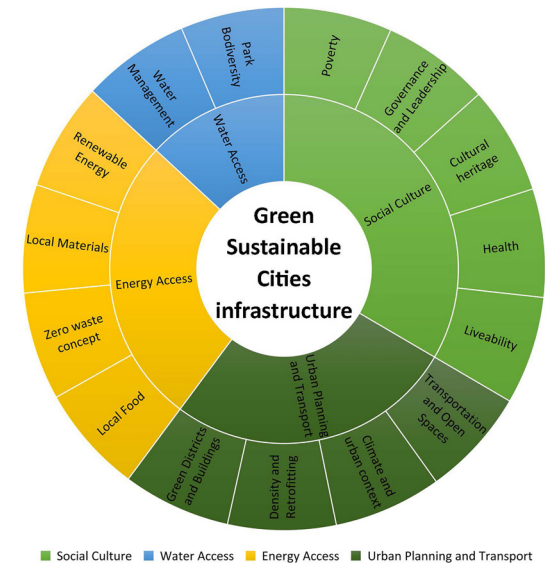 Green
Sustainable
Cities
infrastructure
Social Culture
Poverty
Governance
and Leadership
Cultural
heritage
Health
Liveability
Urban Planning
and Transport
Transportation
and Open
Spaces
Climate and
urban context
Density and
Retrofitting
Green Districts
and Buildings
Energy Access
Local Food
Zero waste
concept
Local Materials
Renewable
Energy
Water Access
Water
Management
Park
Bodiversity
Social Culture
Water Access
Energy Access
Urban Planning and Transport